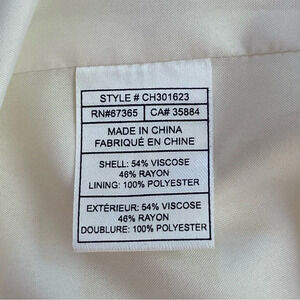 STYLE # CH301623
RN#67365 CA# 35884
MADE IN CHINA
FABRIQUÉ EN CHINE
SHELL: 54% VISCOSE
46% RAYON
LINING: 100% POLYESTER
EXTÉRIEUR: 54% VISCOSE
46% RAYON
DOUBLURE: 100% POLYESTER